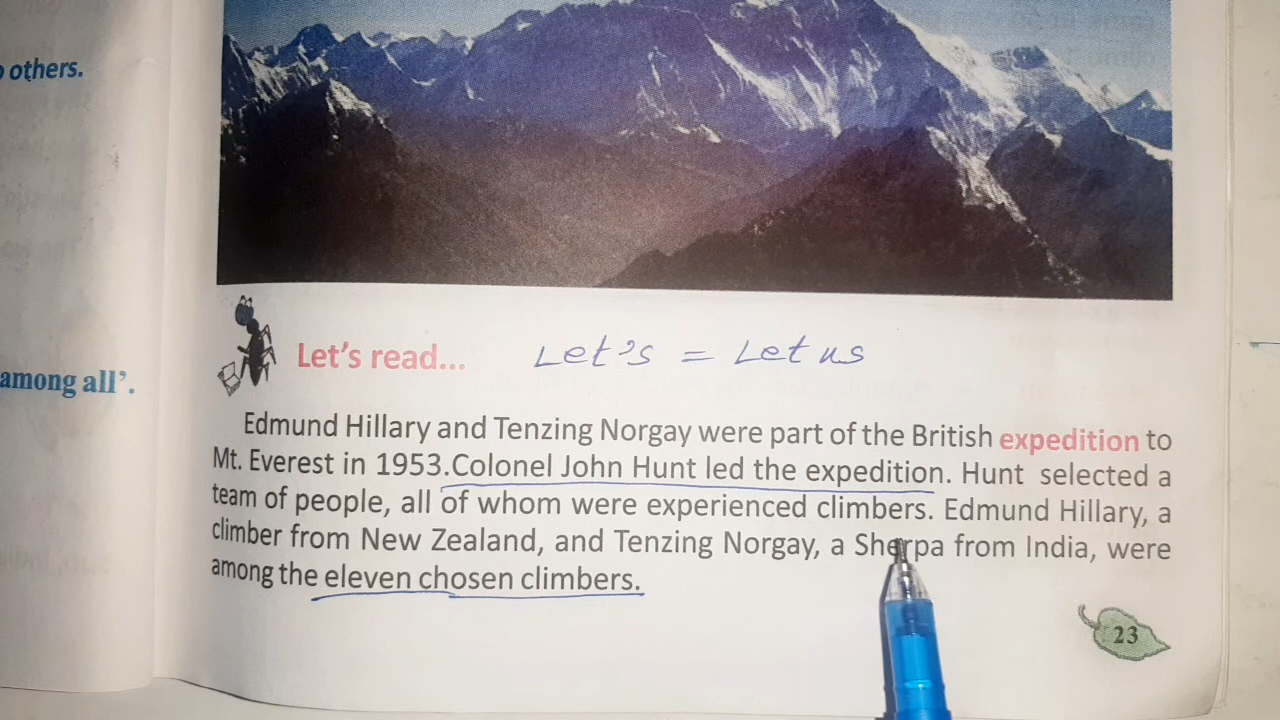 others.
among all’.
Let’s read... Let's = Let us
Edmund Hillary and Tenzing Norgay were part of the British expedition to
Mt. Everest in 1953.Colonel John Hunt led the expedition. Hunt selected a
team of people, all of whom were experienced climbers. Edmund Hillary, a
climber from New Zealand, and Tenzing Norgay, a Sherpa from India, were
among the eleven chosen climbers.
23